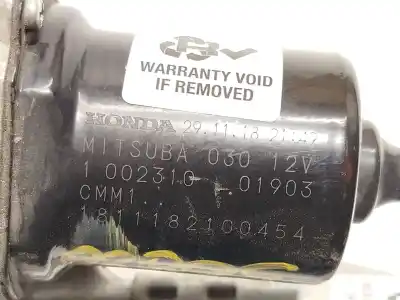 WARRANTY VOID
IF REMOVED
HONDA 29.11.18 21:47
MITSUBA 030 12V
1 002310 01903
CMM1..
1811182100454